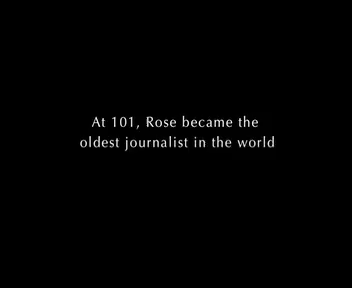 At 101, Rose became the
oldest journalist in the world